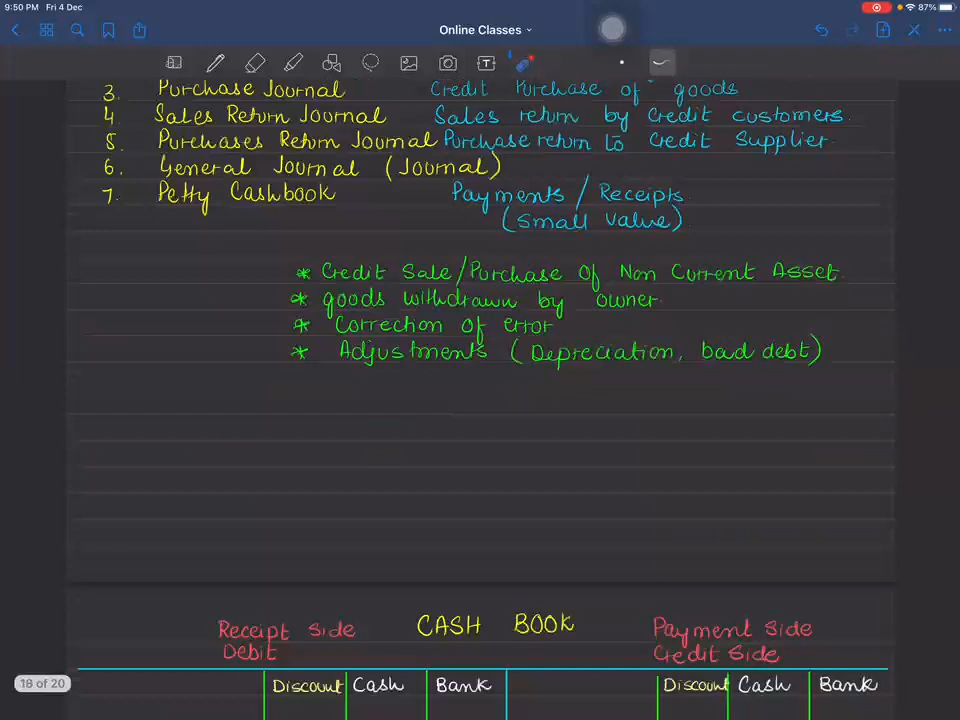 9:50 PM Fri 4 Dec
87%
Online Classes
3. Purchase Journal Credit Purchase of goods
4 Sales Return Journal Sales return by Credit customers.
5. Purchases Return Journal Purchase return to Credit Supplier.
6. General Journal (Journal)
7. Petty Cashbook Payments / Receipts
(Small Value)
* Credit Sale/Purchase Of Non Current Asset.
* goods withdrawn by owner.
* Correction of error
* Adjustments (Depreciation, bad debt)
Receipt Side CASH BOOK Payment Side
Debit Credit Side
Discount Cash Bank Discount Cash Bank
18 of 20